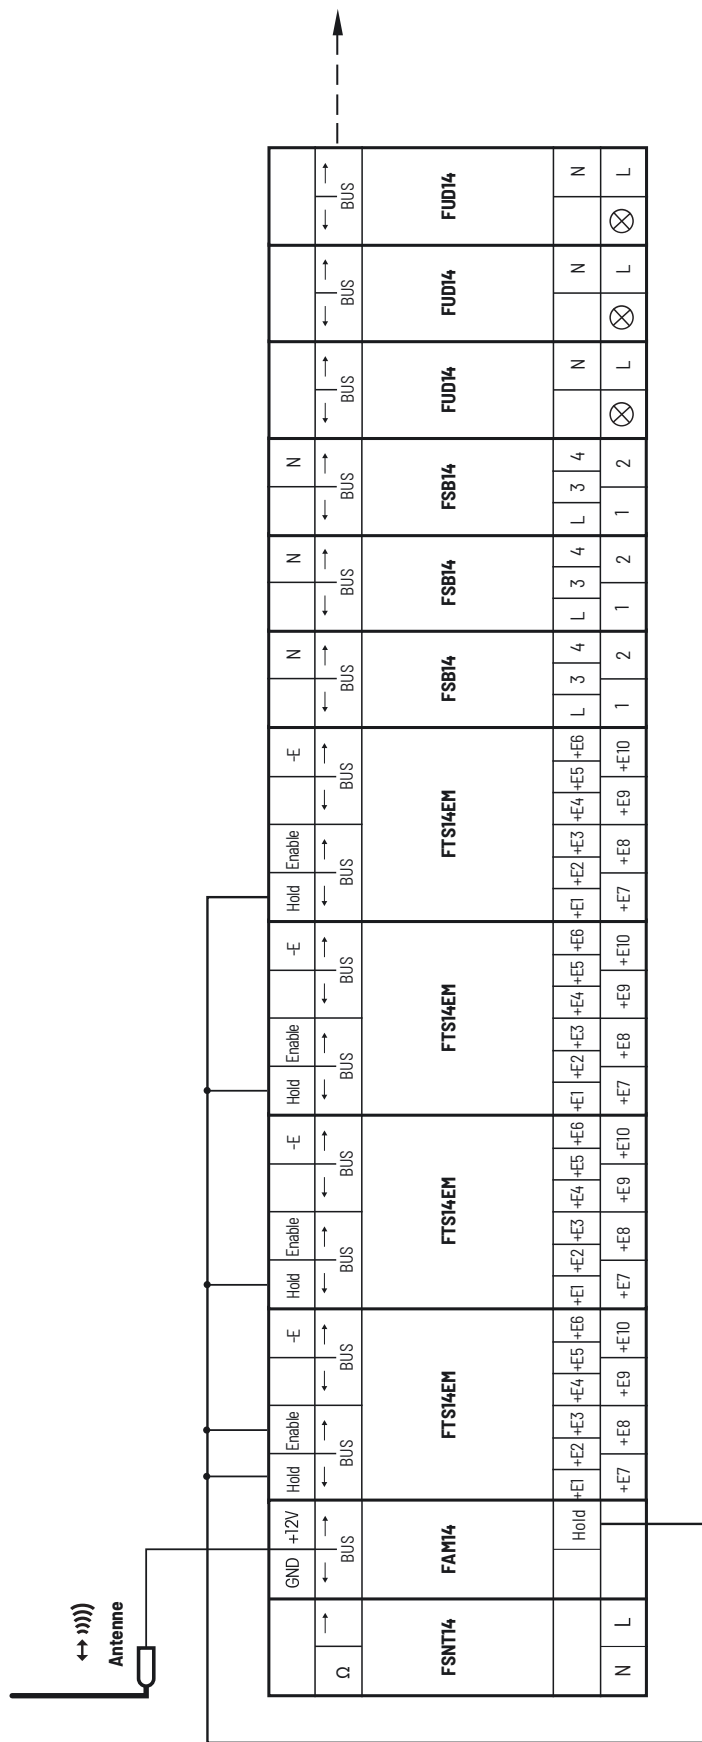 Antenne
GND +12V Hold Enable -E Hold Enable -E Hold Enable -E Hold Enable -E N N N
Ω BUS BUS BUS BUS BUS BUS BUS BUS BUS BUS BUS BUS BUS BUS BUS
FSNT14 FAM14 FTS14EM FTS14EM FTS14EM FTS14EM FSB14 FSB14 FSB14 FUD14 FUD14 FUD14
Hold +E1 +E2 +E3 +E4 +E5 +E6 +E1 +E2 +E3 +E4 +E5 +E6 +E1 +E2 +E3 +E4 +E5 +E6 +E1 +E2 +E3 +E4 +E5 +E6 L 3 4 L 3 4 L 3 4 N N N
N L +E7 +E8 +E9 +E10 +E7 +E8 +E9 +E10 +E7 +E8 +E9 +E10 +E7 +E8 +E9 +E10 1 2 1 2 1 2 L L L